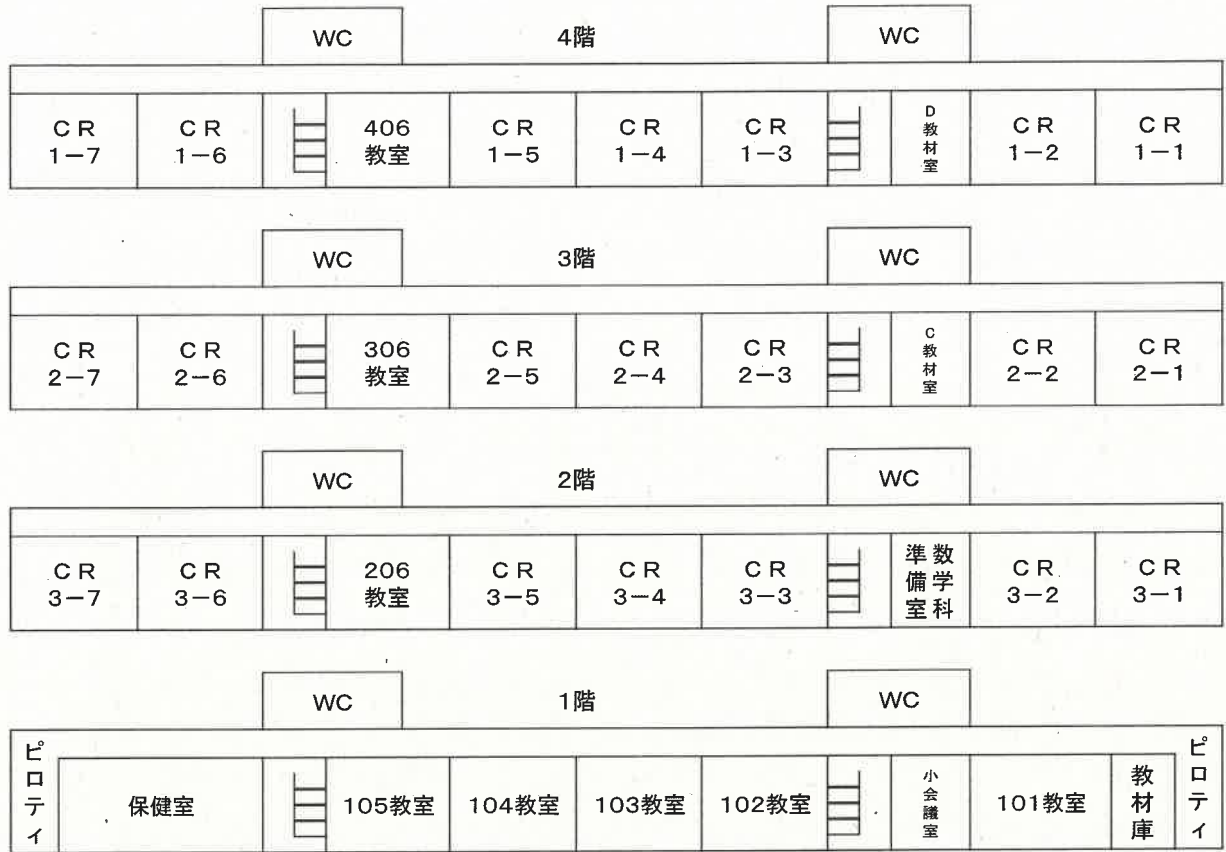 WC 4階 WC
CR 1-7
CR 1-6
406 教室
CR 1-5
CR 1-4
CR 1-3
D教材室
CR 1-2
CR 1-1
WC 3階 WC
CR 2-7
CR 2-6
306 教室
CR 2-5
CR 2-4
CR 2-3
C教材室
CR 2-2
CR 2-1
WC 2階 WC
CR 3-7
CR 3-6
206 教室
CR 3-5
CR 3-4
CR 3-3
数学科
準備室
CR 3-2
CR 3-1
WC 1階 WC
ピロティ
保健室
105教室
104教室
103教室
102教室
小会議室
101教室
教材庫
ピロティ